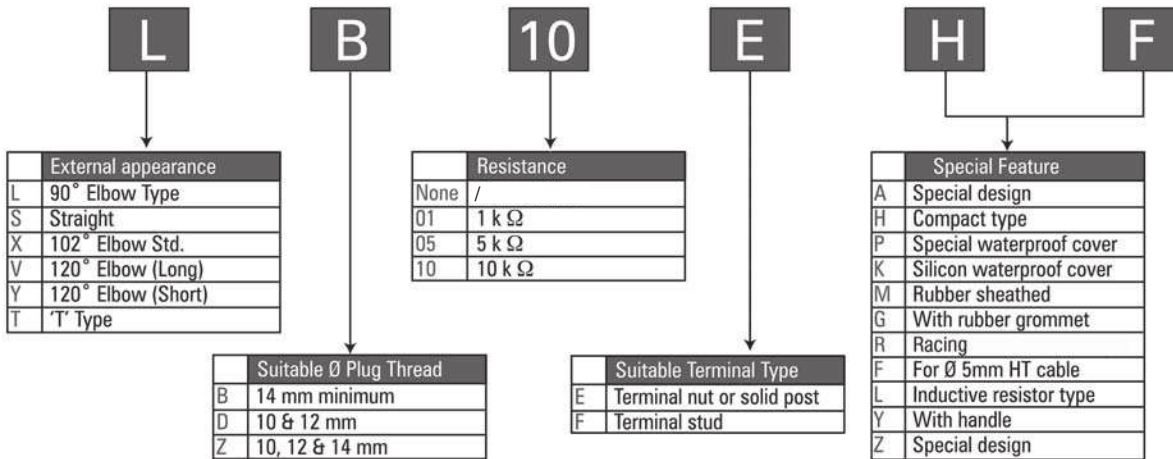 L B 10 E H F
External appearance
L 90° Elbow Type
S Straight
X 102° Elbow Std.
V 120° Elbow (Long)
Y 120° Elbow (Short)
T 'T' Type
Suitable Ø Plug Thread
B 14 mm minimum
D 10 & 12 mm
Z 10, 12 & 14 mm
Resistance
None /
01 1 k Ω
05 5 k Ω
10 10 k Ω
Suitable Terminal Type
E Terminal nut or solid post
F Terminal stud
Special Feature
A Special design
H Compact type
P Special waterproof cover
K Silicon waterproof cover
M Rubber sheathed
G With rubber grommet
R Racing
F For Ø 5mm HT cable
L Inductive resistor type
Y With handle
Z Special design